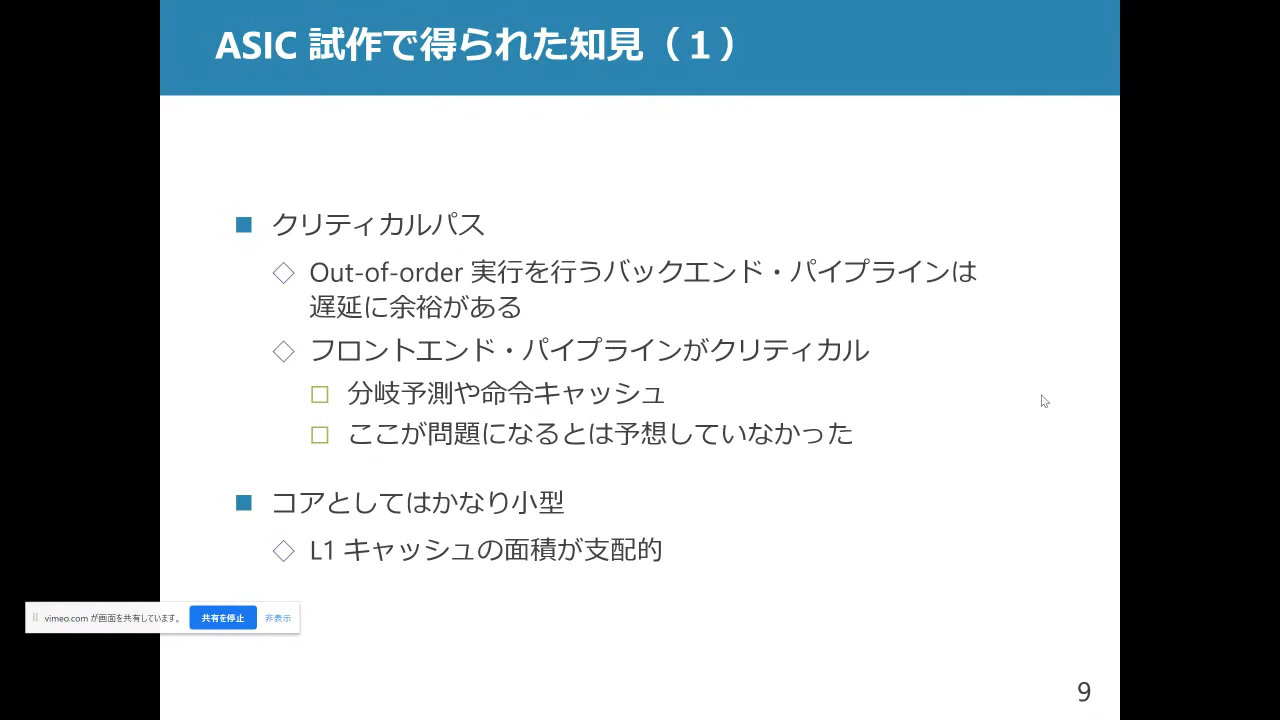 ASIC 試作で得られた知見（１）
クリティカルパス
Out-of-order 実行を行うバックエンド・パイプラインは
遅延に余裕がある
フロントエンド・パイプラインがクリティカル
分岐予測や命令キャッシュ
ここが問題になるとは予想していなかった
コアとしてはかなり小型
L1 キャッシュの面積が支配的
vimeo.com が画面を共有しています。 共有を停止 非表示
9